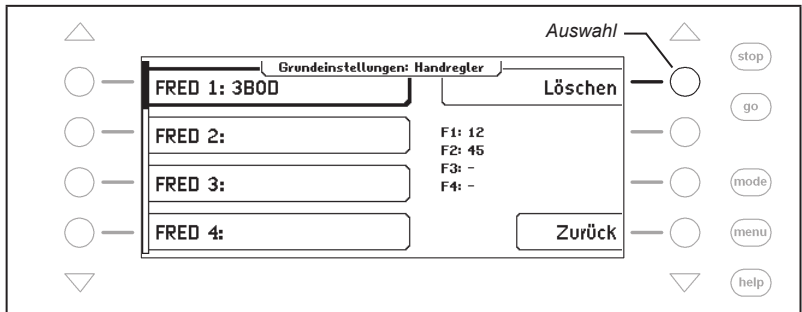 Auswahl
Grundeinstellungen: Handregler
FRED 1: 3B0D
Löschen
FRED 2:
FRED 3:
FRED 4:
F1: 12
F2: 45
F3: -
F4: -
Zurück
stop
go
mode
menu
help